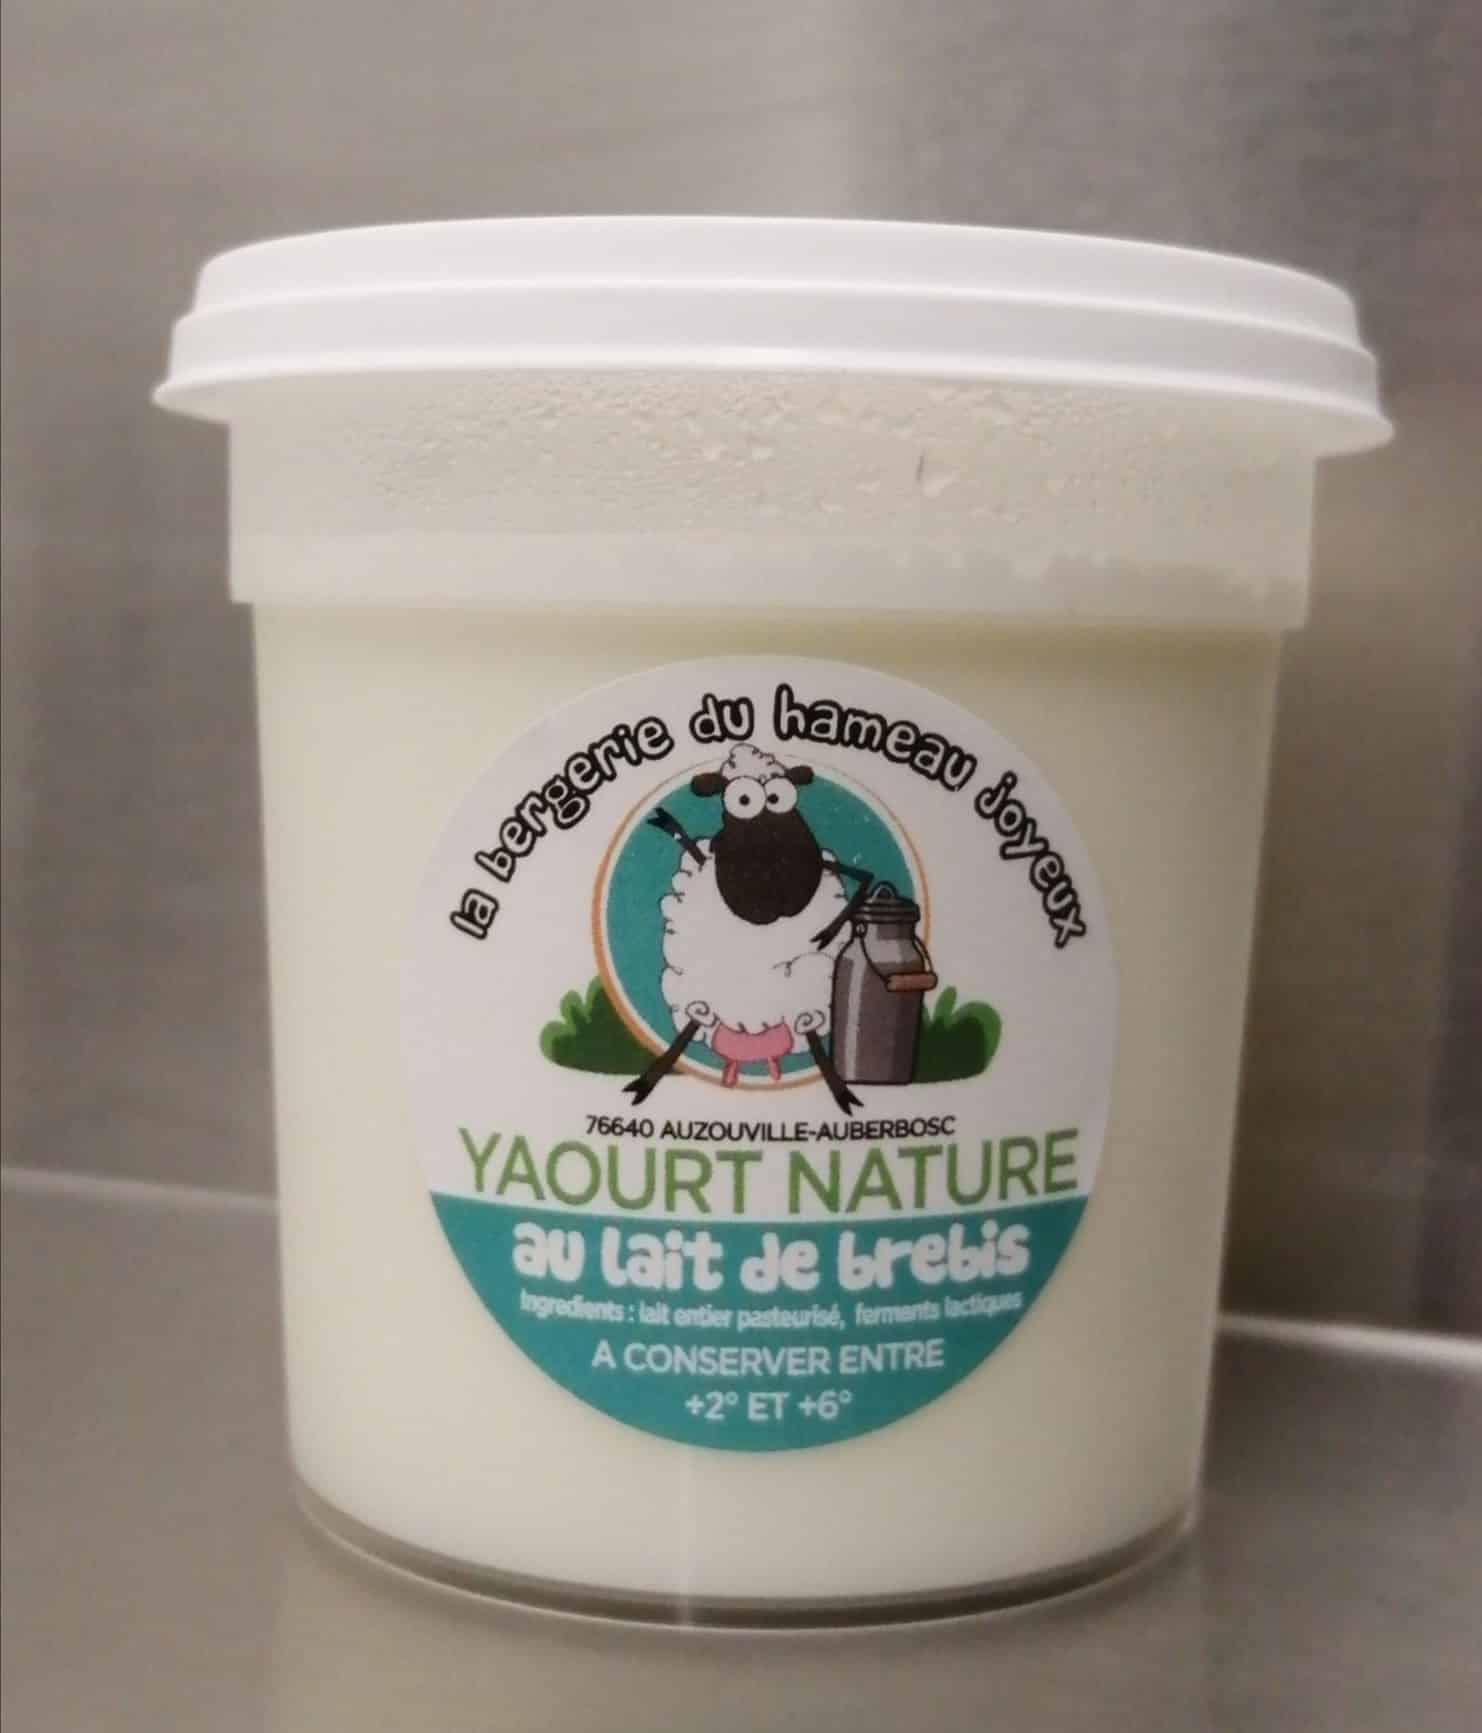 la bergerie du hameau joyeux
76640 AUZOUVILLE-AUBERBOSC
YAOURT NATURE
au lait de brebis
Ingredients : lait entier pasteurisé, ferments lactiques
A CONSERVER ENTRE
+2° ET +6°